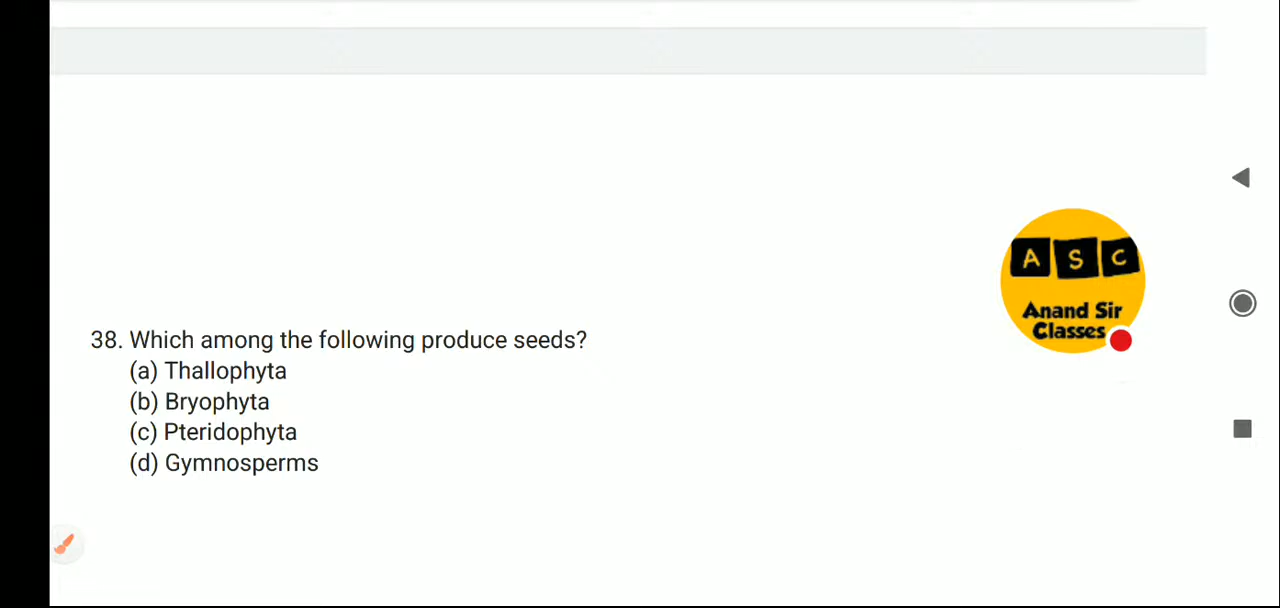 A S C
Anand Sir
Classes
38. Which among the following produce seeds?
(a) Thallophyta
(b) Bryophyta
(c) Pteridophyta
(d) Gymnosperms